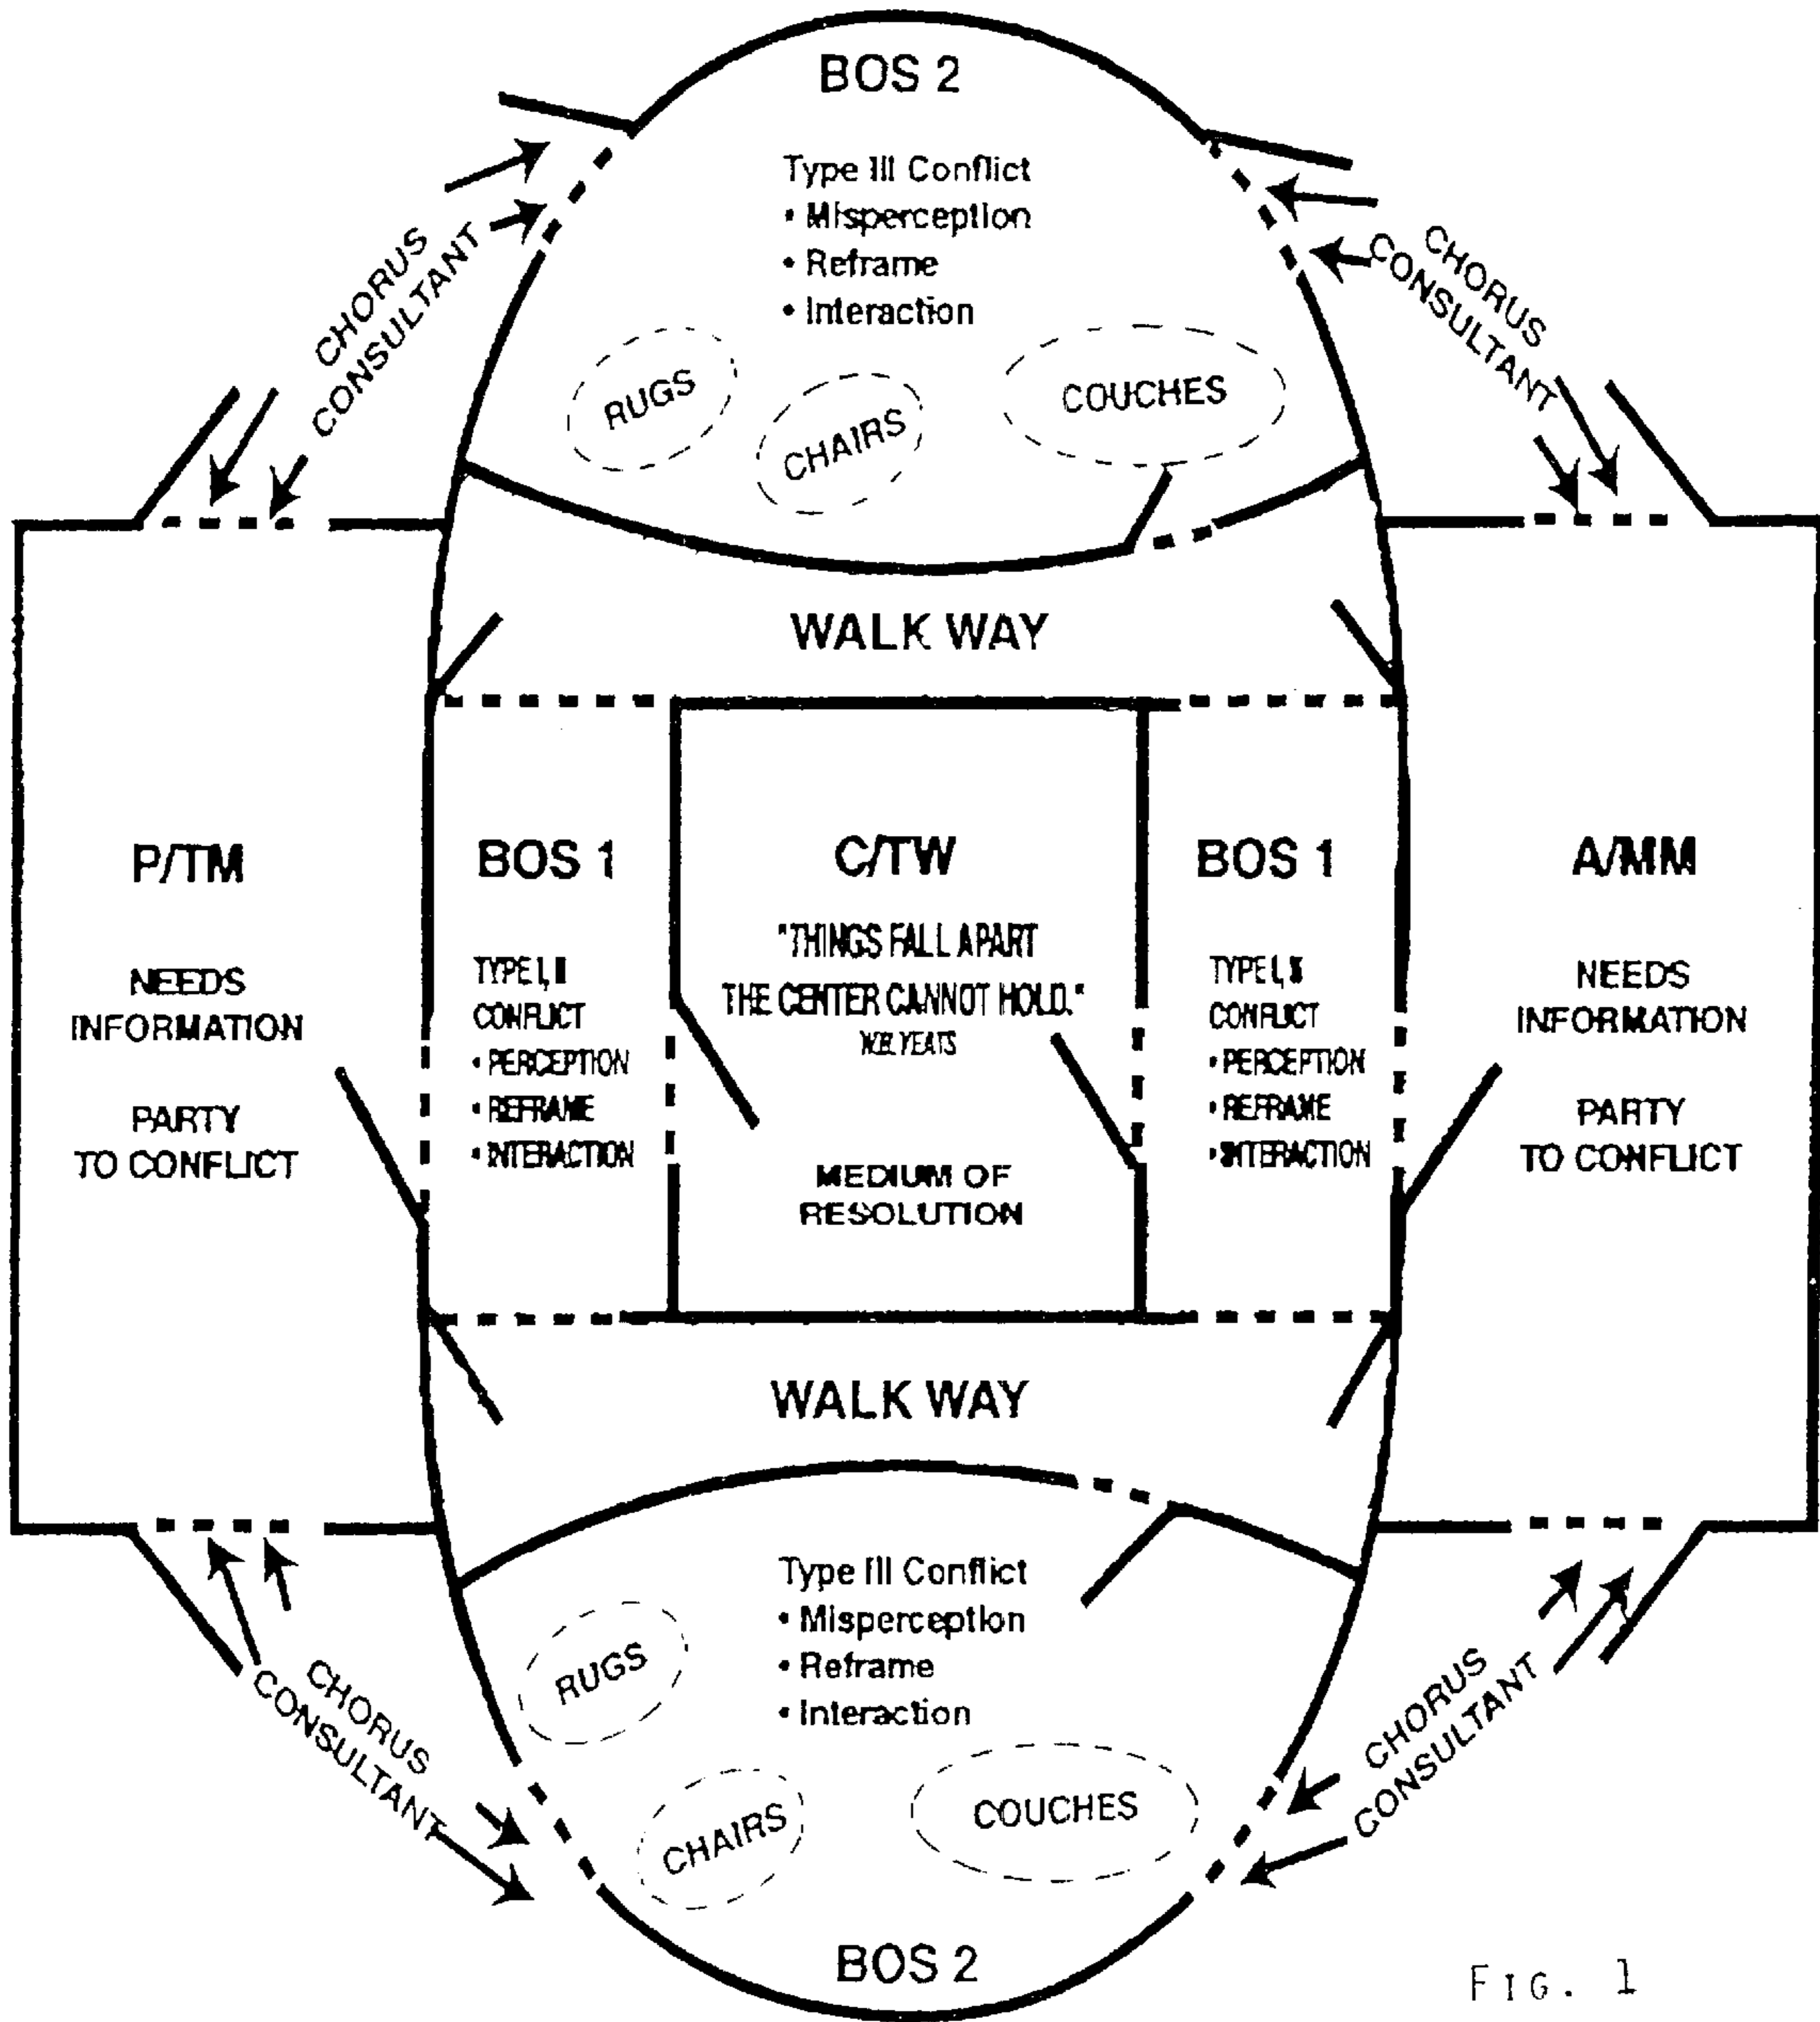 BOS 2
Type III Conflict
• Misperception
• Reframe
• Interaction
CHORUS
CONSULTANT
CHORUS
CONSULTANT
RUGS
CHAIRS
COUCHES
WALK WAY
P/TM
NEEDS
INFORMATION
PARTY
TO CONFLICT
BOS 1
TYPE I, II
CONFLICT
• PERCEPTION
• REFRAME
• INTERACTION
C/TW
"THINGS FALL APART
THE CENTER CANNOT HOLD."
W.B. YEATS
MEDIUM OF
RESOLUTION
BOS 1
TYPE I, II
CONFLICT
• PERCEPTION
• REFRAME
• INTERACTION
A/MM
NEEDS
INFORMATION
PARTY
TO CONFLICT
WALK WAY
Type III Conflict
• Misperception
• Reframe
• Interaction
RUGS
CHAIRS
COUCHES
CHORUS
CONSULTANT
CHORUS
CONSULTANT
BOS 2
FIG. 1